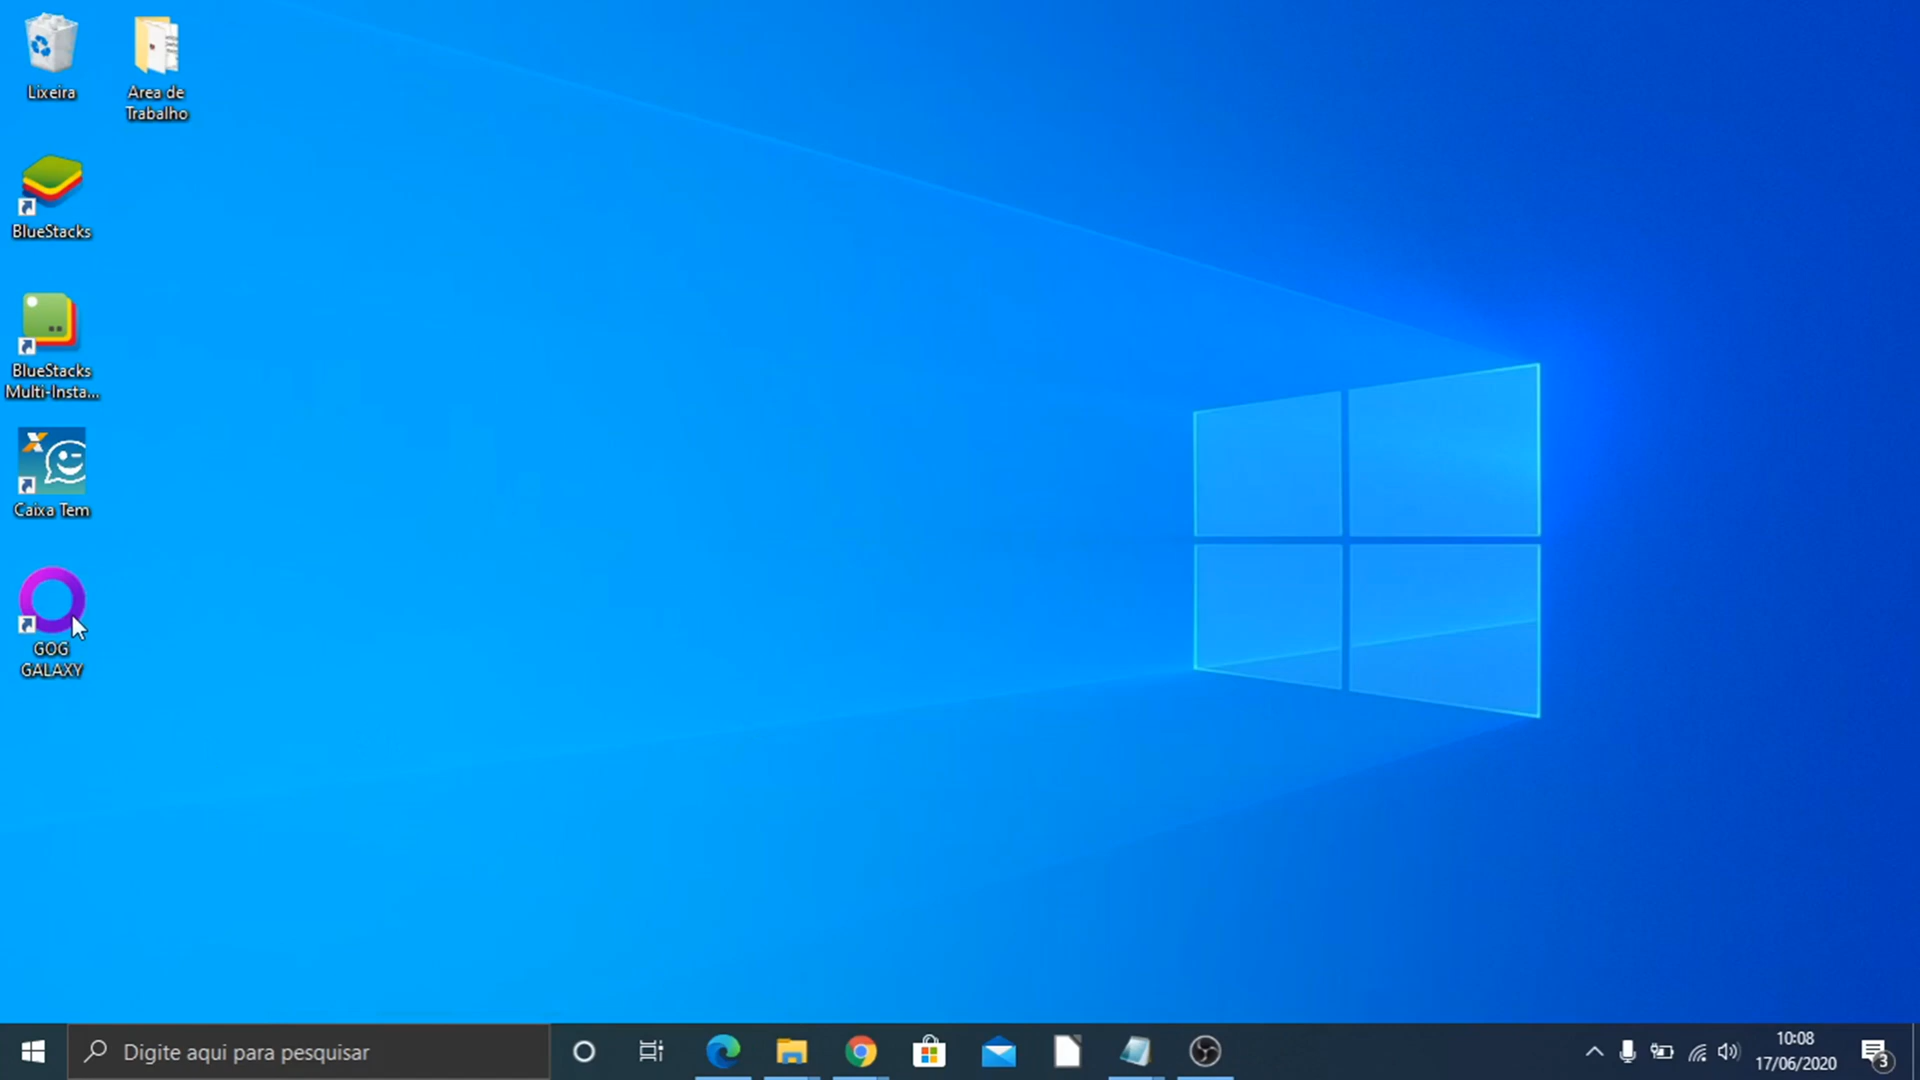 Lixeira
Area de
Trabalho
BlueStacks
BlueStacks
Multi-Insta...
Caixa Tem
GOG
GALAXY
Digite aqui para pesquisar
10:08
17/06/2020
3